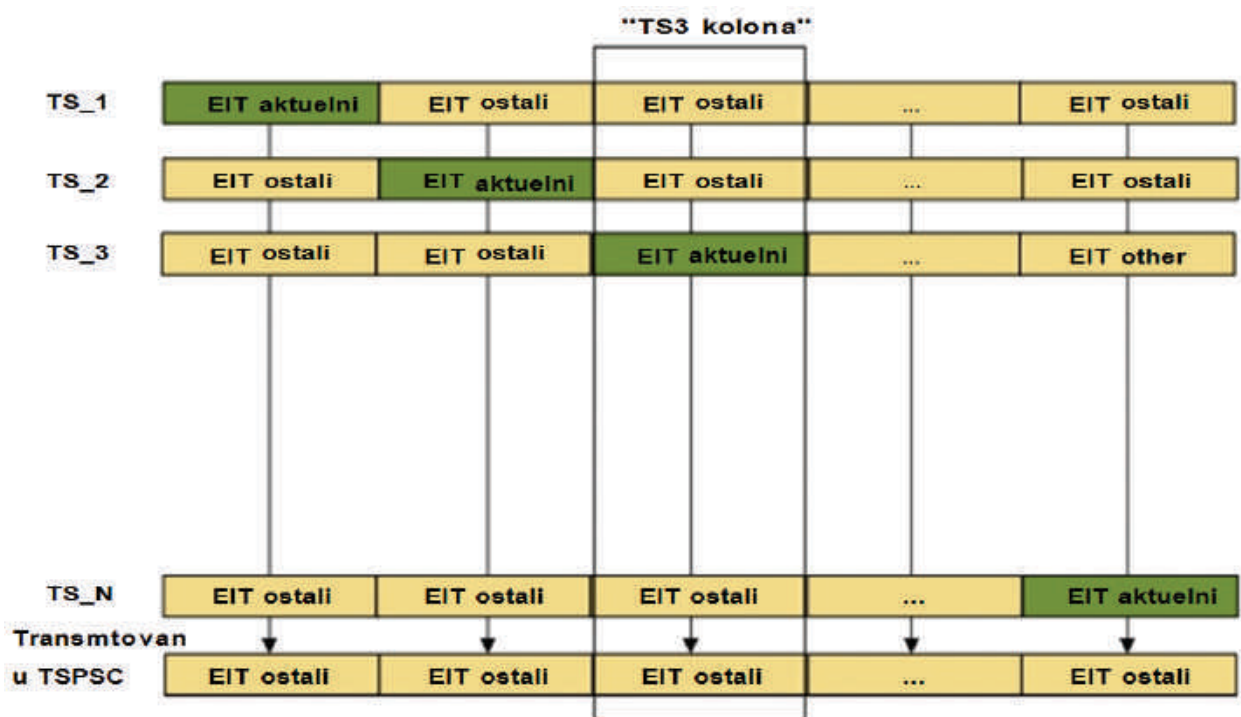 "TS3 kolona"
TS_1 EIT aktuelni EIT ostali EIT ostali ... EIT ostali
TS_2 EIT ostali EIT aktuelni EIT ostali ... EIT ostali
TS_3 EIT ostali EIT ostali EIT aktuelni ... EIT other
TS_N EIT ostali EIT ostali EIT ostali ... EIT aktuelni
Transmtovan
u TSPSC EIT ostali EIT ostali EIT ostali ... EIT ostali